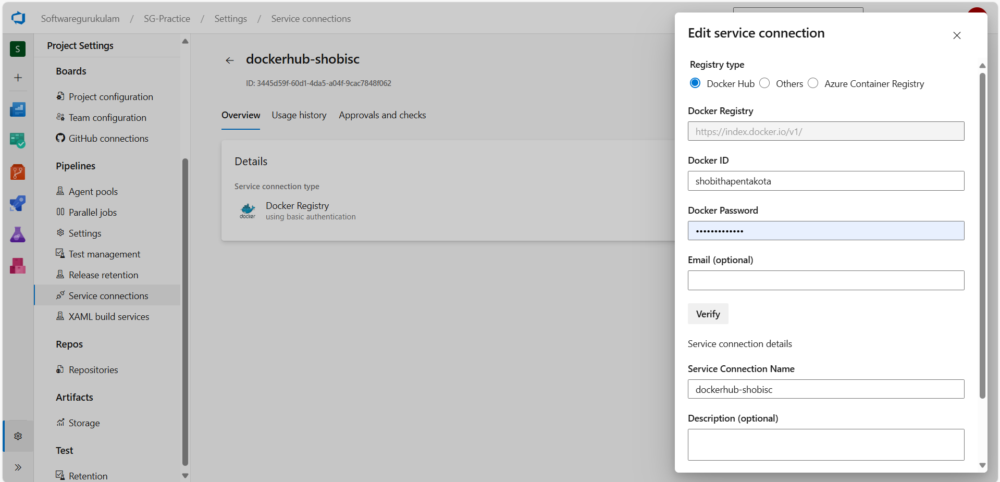 Softwaregurukulam / SG-Practice / Settings / Service connections
S
Project Settings
Boards
Project configuration
Team configuration
GitHub connections
Pipelines
Agent pools
Parallel jobs
Settings
Test management
Release retention
Service connections
XAML build services
Repos
Repositories
Artifacts
Storage
Test
Retention
dockerhub-shobisc
ID: 3445d59f-60d1-4da5-a04f-9cac7848f062
Overview Usage history Approvals and checks
Details
Service connection type
docker
Docker Registry
using basic authentication
Edit service connection
Registry type
Docker Hub Others Azure Container Registry
Docker Registry
https://index.docker.io/v1/
Docker ID
shobithapentakota
Docker Password
•••••••••••••
Email (optional)
Verify
Service connection details
Service Connection Name
dockerhub-shobisc
Description (optional)